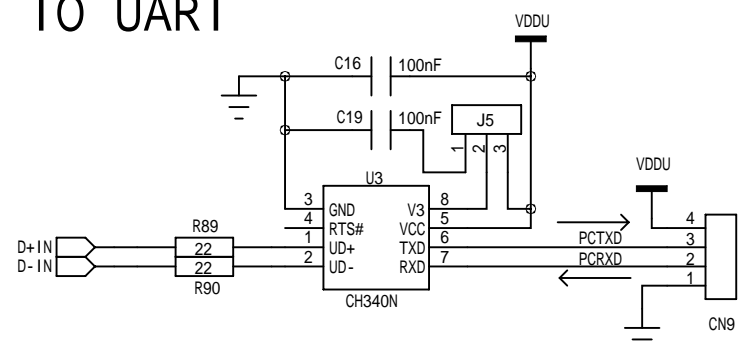 TO UART
VDDU
C16 100nF
C19 100nF
J5
1 2 3
U3
3 GND V3 8
4 RTS# VCC 5
1 UD+ TXD 6
2 UD- RXD 7
CH340N
D+IN
D-IN
R89
22
22
R90
VDDU
PCTXD
PCRXD
4
3
2
1
CN9